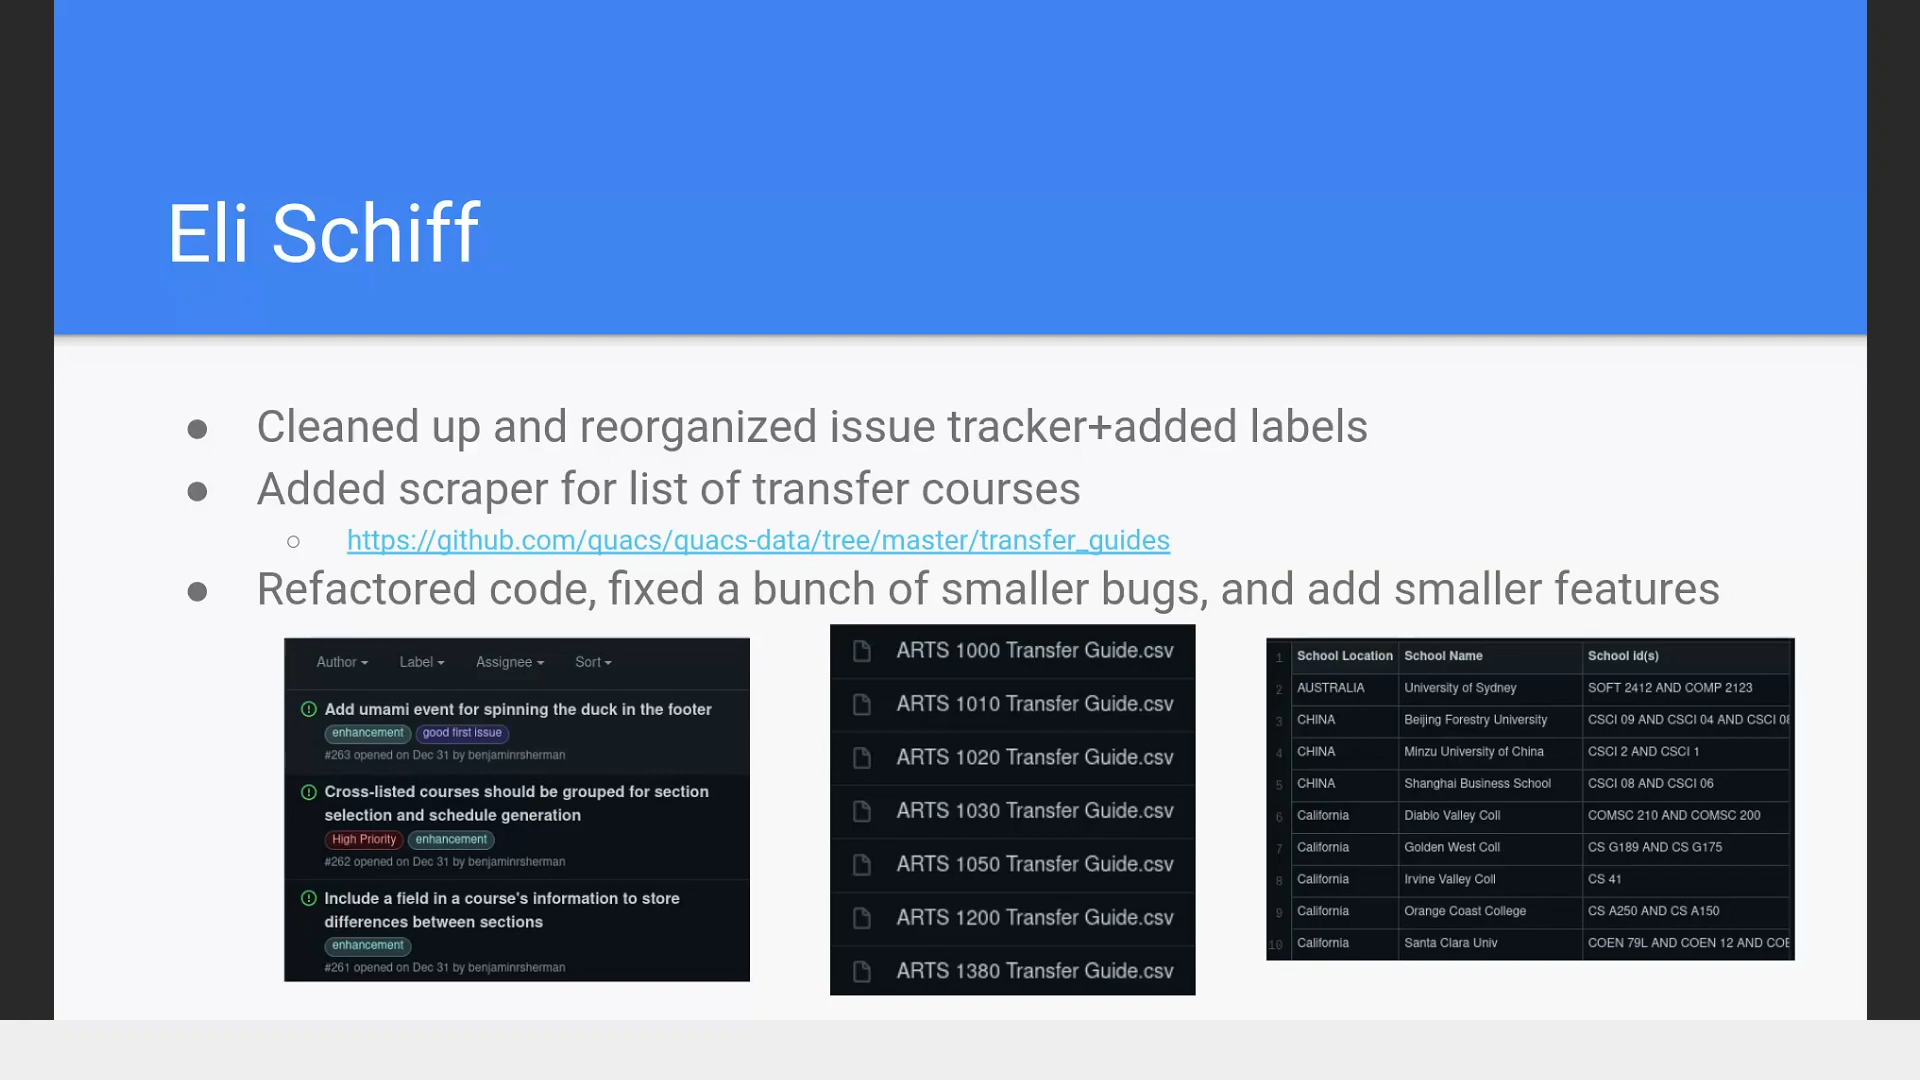 Eli Schiff
Cleaned up and reorganized issue tracker+added labels
Added scraper for list of transfer courses
https://github.com/quacs/quacs-data/tree/master/transfer_guides
Refactored code, fixed a bunch of smaller bugs, and add smaller features
Author Label Assignee Sort
Add umami event for spinning the duck in the footer
enhancement good first issue
#263 opened on Dec 31 by benjaminrsherman
Cross-listed courses should be grouped for section
selection and schedule generation
High Priority enhancement
#262 opened on Dec 31 by benjaminrsherman
Include a field in a course's information to store
differences between sections
enhancement
#261 opened on Dec 31 by benjaminrsherman
ARTS 1000 Transfer Guide.csv
ARTS 1010 Transfer Guide.csv
ARTS 1020 Transfer Guide.csv
ARTS 1030 Transfer Guide.csv
ARTS 1050 Transfer Guide.csv
ARTS 1200 Transfer Guide.csv
ARTS 1380 Transfer Guide.csv
1 School Location School Name School id(s)
2 AUSTRALIA University of Sydney SOFT 2412 AND COMP 2123
3 CHINA Beijing Forestry University CSCI 09 AND CSCI 04 AND CSCI 08
4 CHINA Minzu University of China CSCI 2 AND CSCI 1
5 CHINA Shanghai Business School CSCI 08 AND CSCI 06
6 California Diablo Valley Coll COMSC 210 AND COMSC 200
7 California Golden West Coll CS G189 AND CS G175
8 California Irvine Valley Coll CS 41
9 California Orange Coast College CS A250 AND CS A150
10 California Santa Clara Univ COEN 79L AND COEN 12 AND COE